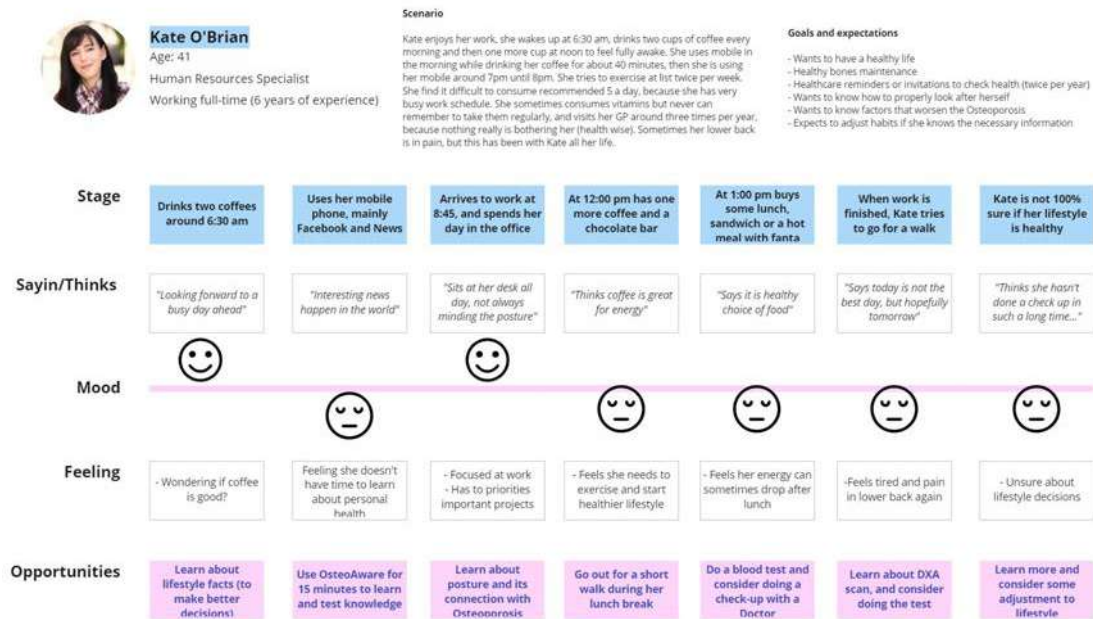 Kate O'Brian
Age: 41
Human Resources Specialist
Working full-time (6 years of experience)
Scenario
Kate enjoys her work, she wakes up at 6:30 am, drinks two cups of coffee every
morning and then one more cup at noon to feel fully awake. She uses mobile in
the morning while drinking her coffee for about 40 minutes, then she is using
her mobile around 7pm until 8pm. She tries to exercise at list twice per week.
She find it difficult to consume recommended 5 a day, because she has very
busy work schedule. She sometimes consumes vitamins but never can
remember to take them regularly, and visits her GP around three times per year,
because nothing really is bothering her (health wise). Sometimes her lower back
is in pain, but this has been with Kate all her life.
Goals and expectations
- Wants to have a healthy life
- Healthy bones maintenance
- Healthcare reminders or invitations to check health (twice per year)
- Wants to know how to properly look after herself
- Wants to know factors that worsen the Osteoporosis
- Expects to adjust habits if she knows the necessary information
Stage
Drinks two coffees
around 6:30 am
Uses her mobile
phone, mainly
Facebook and News
Arrives to work at
8:45, and spends her
day in the office
At 12:00 pm has one
more coffee and a
chocolate bar
At 1:00 pm buys
some lunch,
sandwich or a hot
meal with fanta
When work is
finished, Kate tries
to go for a walk
Kate is not 100%
sure if her lifestyle
is healthy
Sayin/Thinks
"Looking forward to a
busy day ahead"
"Interesting news
happen in the world"
"Sits at her desk all
day, not always
minding the posture"
"Thinks coffee is great
for energy"
"Says it is healthy
choice of food"
"Says today is not the
best day, but hopefully
tomorrow"
"Thinks she hasn't
done a check up in
such a long time..."
Mood
Feeling
- Wondering if coffee
is good?
Feeling she doesn't
have time to learn
about personal
health
- Focused at work
- Has to priorities
important projects
- Feels she needs to
exercise and start
healthier lifestyle
- Feels her energy can
sometimes drop after
lunch
-Feels tired and pain
in lower back again
- Unsure about
lifestyle decisions
Opportunities
Learn about
lifestyle facts (to
make better
decisions)
Use OsteoAware for
15 minutes to learn
and test knowledge
Learn about
posture and its
connection with
Osteoporosis
Go out for a short
walk during her
lunch break
Do a blood test and
consider doing a
check-up with a
Doctor
Learn about DXA
scan, and consider
doing the test
Learn more and
consider some
adjustment to
lifestyle